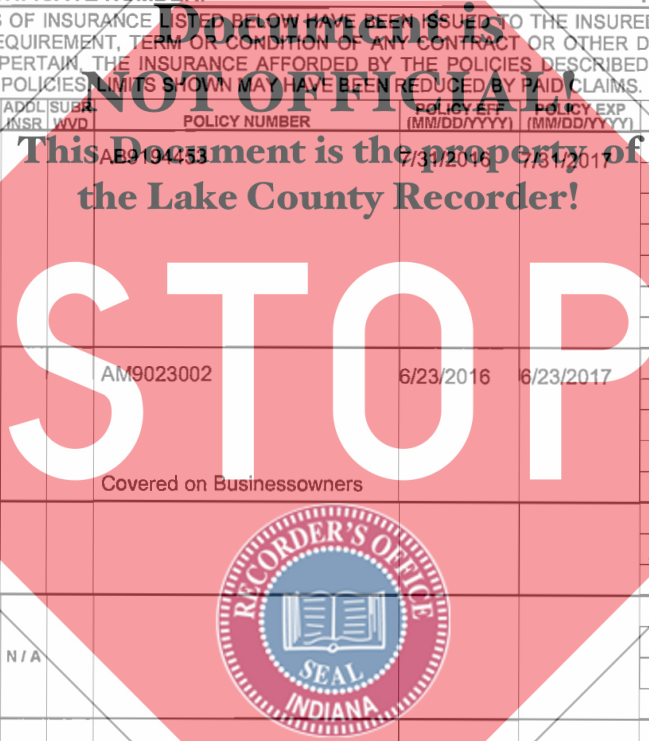 S OF INSURANCE LISTED BELOW HAVE BEEN ISSUED TO THE INSURED
EQUIREMENT, TERM OR CONDITION OF ANY CONTRACT OR OTHER D
PERTAIN, THE INSURANCE AFFORDED BY THE POLICIES DESCRIBED
POLICIES. LIMITS SHOWN MAY HAVE BEEN REDUCED BY PAID CLAIMS.
Document is
NOT OFFICIAL!
This Document is the property of
the Lake County Recorder!
ADDL SUBR
INSR WVD POLICY NUMBER POLICY EFF (MM/DD/YYYY) POLICY EXP (MM/DD/YYYY)
AB9194453 7/31/2016 7/31/2017
STOP
AM9023002 6/23/2016 6/23/2017
Covered on Businessowners
RECORDER'S OFFICE
SEAL
INDIANA
N / A